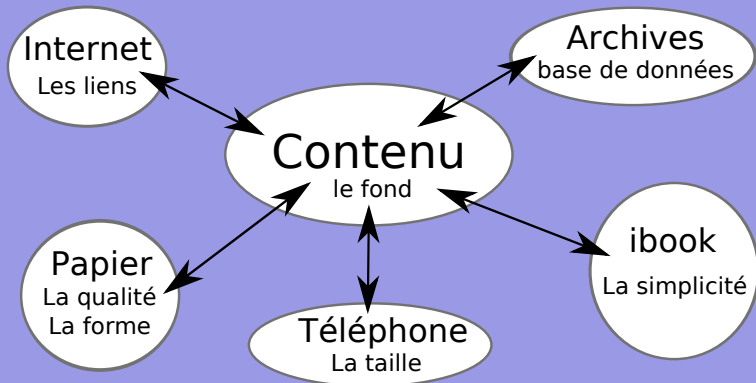 Internet
Les liens
Archives
base de données
Contenu
le fond
Papier
La qualité
La forme
Téléphone
La taille
ibook
La simplicité